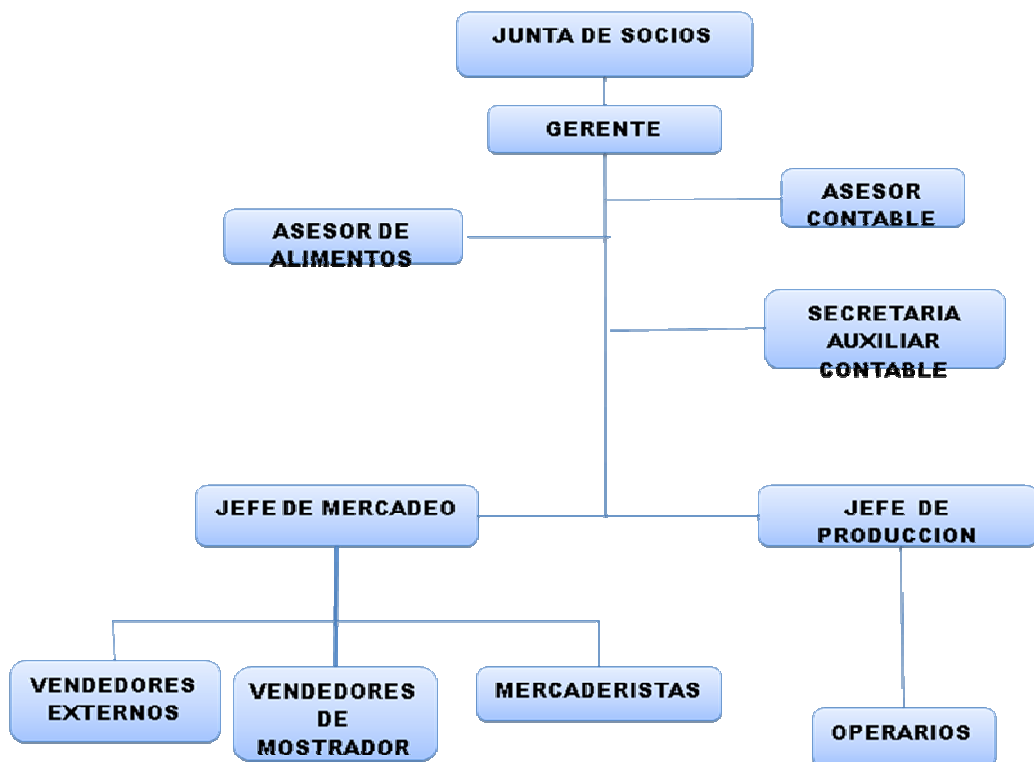 JUNTA DE SOCIOS
GERENTE
ASESOR
CONTABLE
ASESOR DE
ALIMENTOS
SECRETARIA
AUXILIAR
CONTABLE
JEFE DE MERCADEO
JEFE DE
PRODUCCION
VENDEDORES
EXTERNOS
VENDEDORES
DE
MOSTRADOR
MERCADERISTAS
OPERARIOS